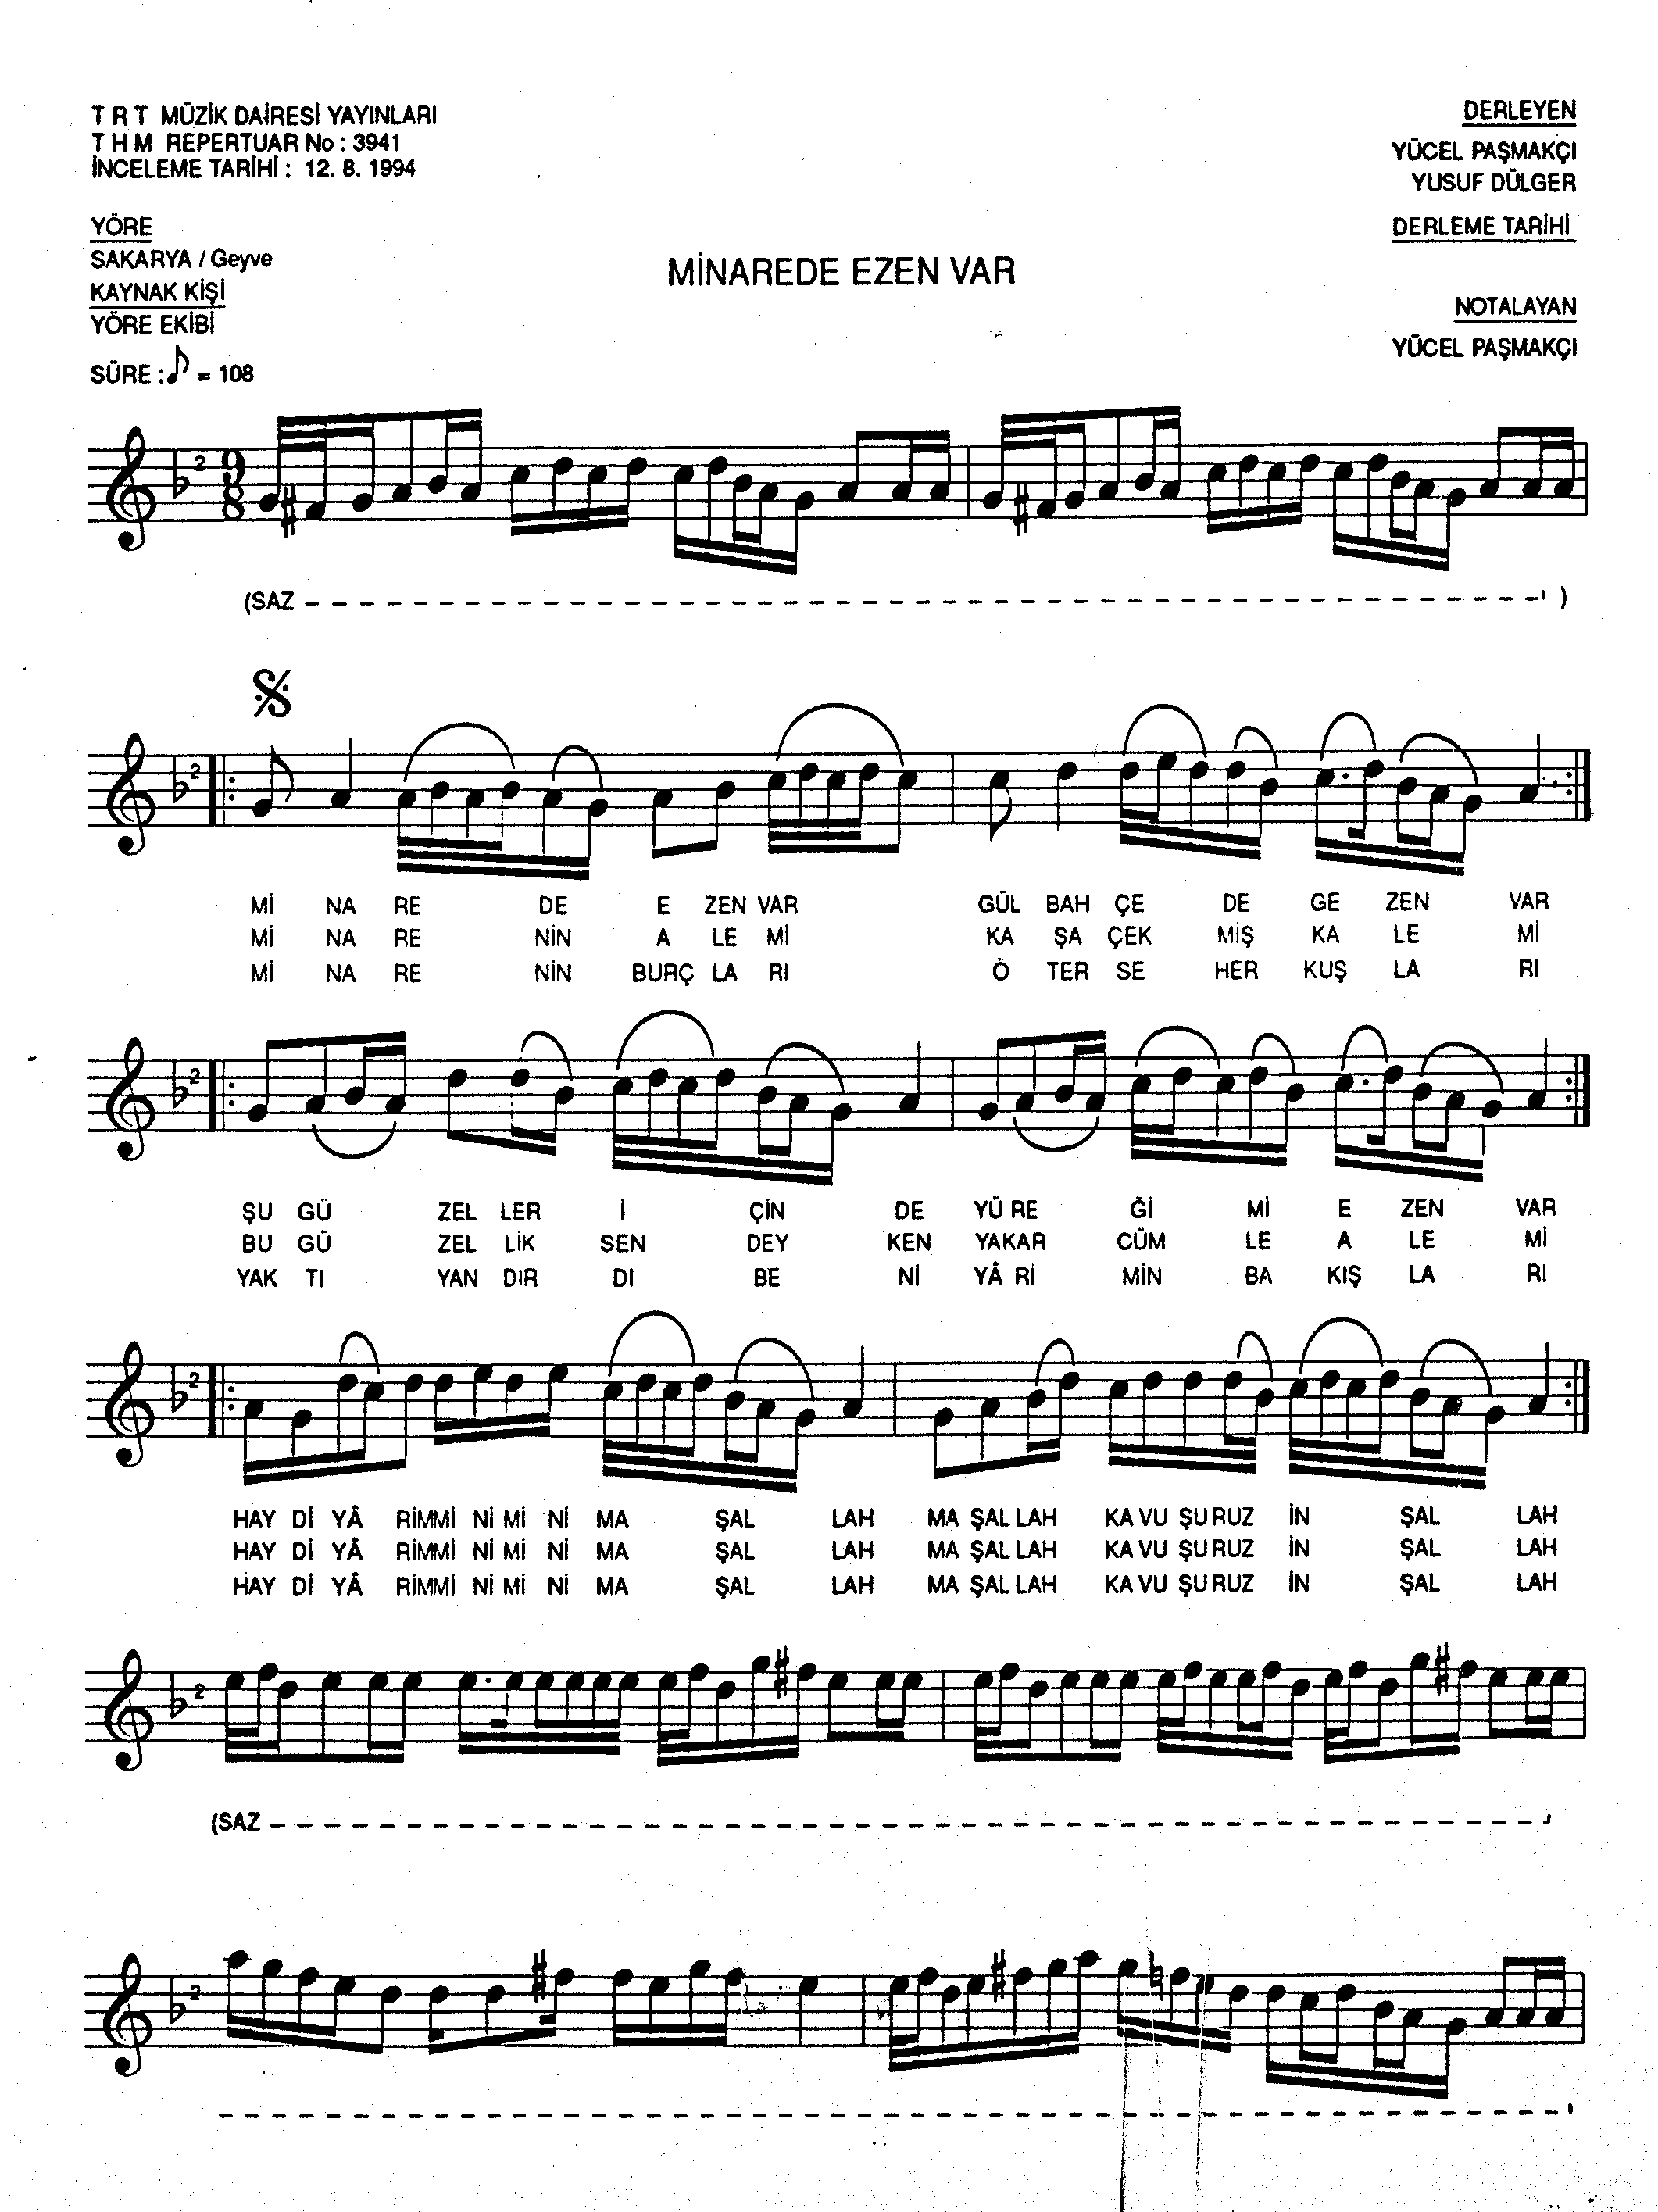 T R T MÜZİK DAİRESİ YAYINLARI
T H M REPERTUAR No : 3941
İNCELEME TARİHİ : 12. 8. 1994
DERLEYEN
YÜCEL PAŞMAKÇI
YUSUF DÜLGER
YÖRE
SAKARYA / Geyve
KAYNAK KİŞİ
YÖRE EKİBİ
DERLEME TARİHİ
MİNAREDE EZEN VAR
NOTALAYAN
YÜCEL PAŞMAKÇI
SÜRE : ♪ = 108
(SAZ )
Mİ NA RE DE E ZEN VAR GÜL BAH ÇE DE GE ZEN VAR
Mİ NA RE NİN A LE Mİ KA ŞA ÇEK MİŞ KA LE Mİ
Mİ NA RE NİN BURÇ LA RI Ö TER SE HER KUŞ LA RI
ŞU GÜ ZEL LER İ ÇİN DE YÜ RE Ğİ Mİ E ZEN VAR
BU GÜ ZEL LİK SEN DEY KEN YAKAR CÜM LE A LE Mİ
YAK TI YAN DIR DI BE Nİ YÂ Rİ MİN BA KIŞ LA RI
HAY Dİ YÂ RİMMİ Nİ Mİ Nİ MA ŞAL LAH MA ŞAL LAH KA VU ŞU RUZ İN ŞAL LAH
HAY Dİ YÂ RİMMİ Nİ Mİ Nİ MA ŞAL LAH MA ŞAL LAH KA VU ŞU RUZ İN ŞAL LAH
HAY Dİ YÂ RİMMİ Nİ Mİ Nİ MA ŞAL LAH MA ŞAL LAH KA VU ŞU RUZ İN ŞAL LAH
(SAZ